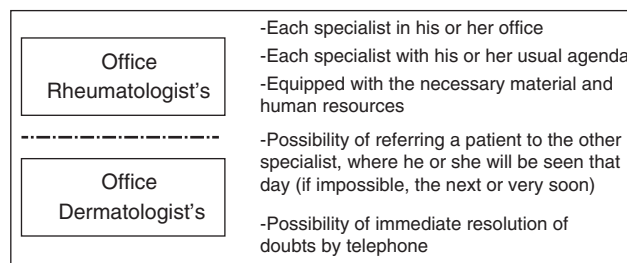 Office
Rheumatologist's
Office
Dermatologist's
-Each specialist in his or her office
-Each specialist with his or her usual agenda
-Equipped with the necessary material and
human resources
-Possibility of referring a patient to the other
specialist, where he or she will be seen that
day (if impossible, the next or very soon)
-Possibility of immediate resolution of
doubts by telephone